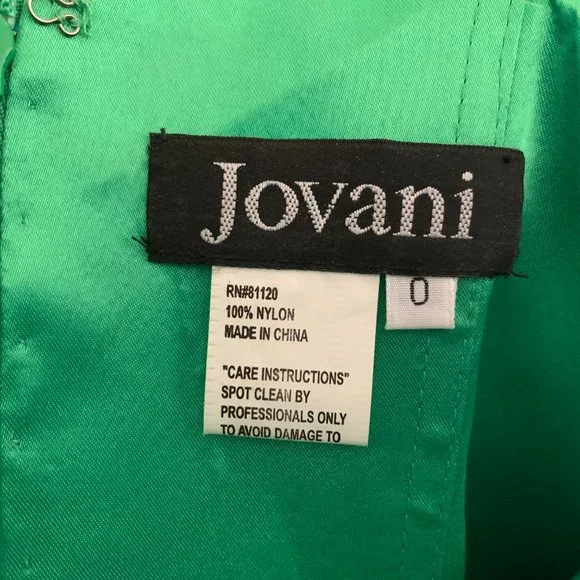 Jovani
0
RN#81120
100% NYLON
MADE IN CHINA
"CARE INSTRUCTIONS"
SPOT CLEAN BY
PROFESSIONALS ONLY
TO AVOID DAMAGE TO